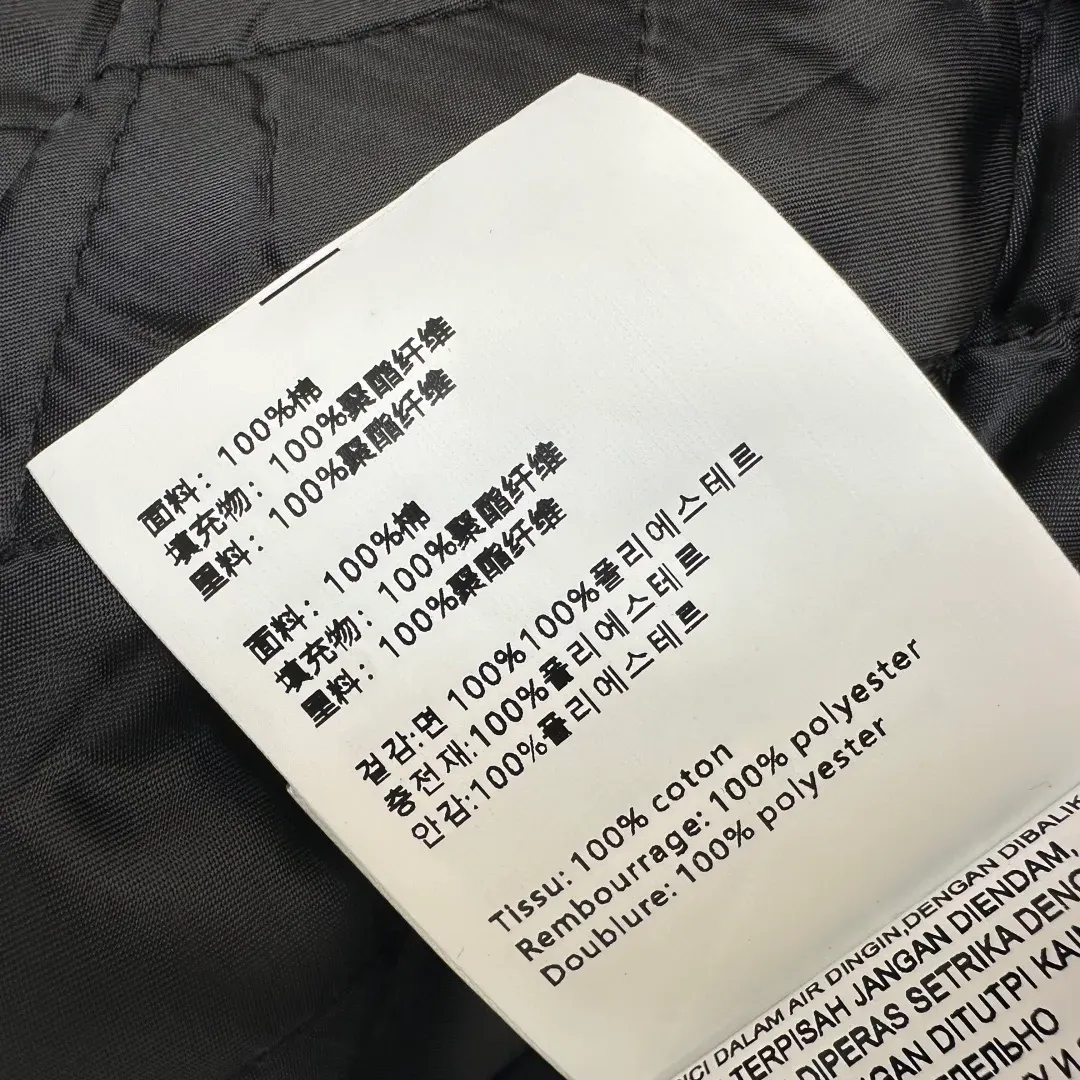 面料：100%棉
填充物：100%聚酯纤维
里料：100%聚酯纤维
面料：100%棉
填充物：100%聚酯纤维
里料：100%聚酯纤维
걸감:면 100%100%폴리에스테르
충전재:100%폴리에스테르
안감:100%폴리에스테르
Tissu: 100% coton
Rembourrage: 100% polyester
Doublure: 100% polyester
DALAM AIR DINGIN,DENGAN DIBALIK
TERPISAH JANGAN DIENDAM,
DIPERAS SETRIKA
DITUTPI